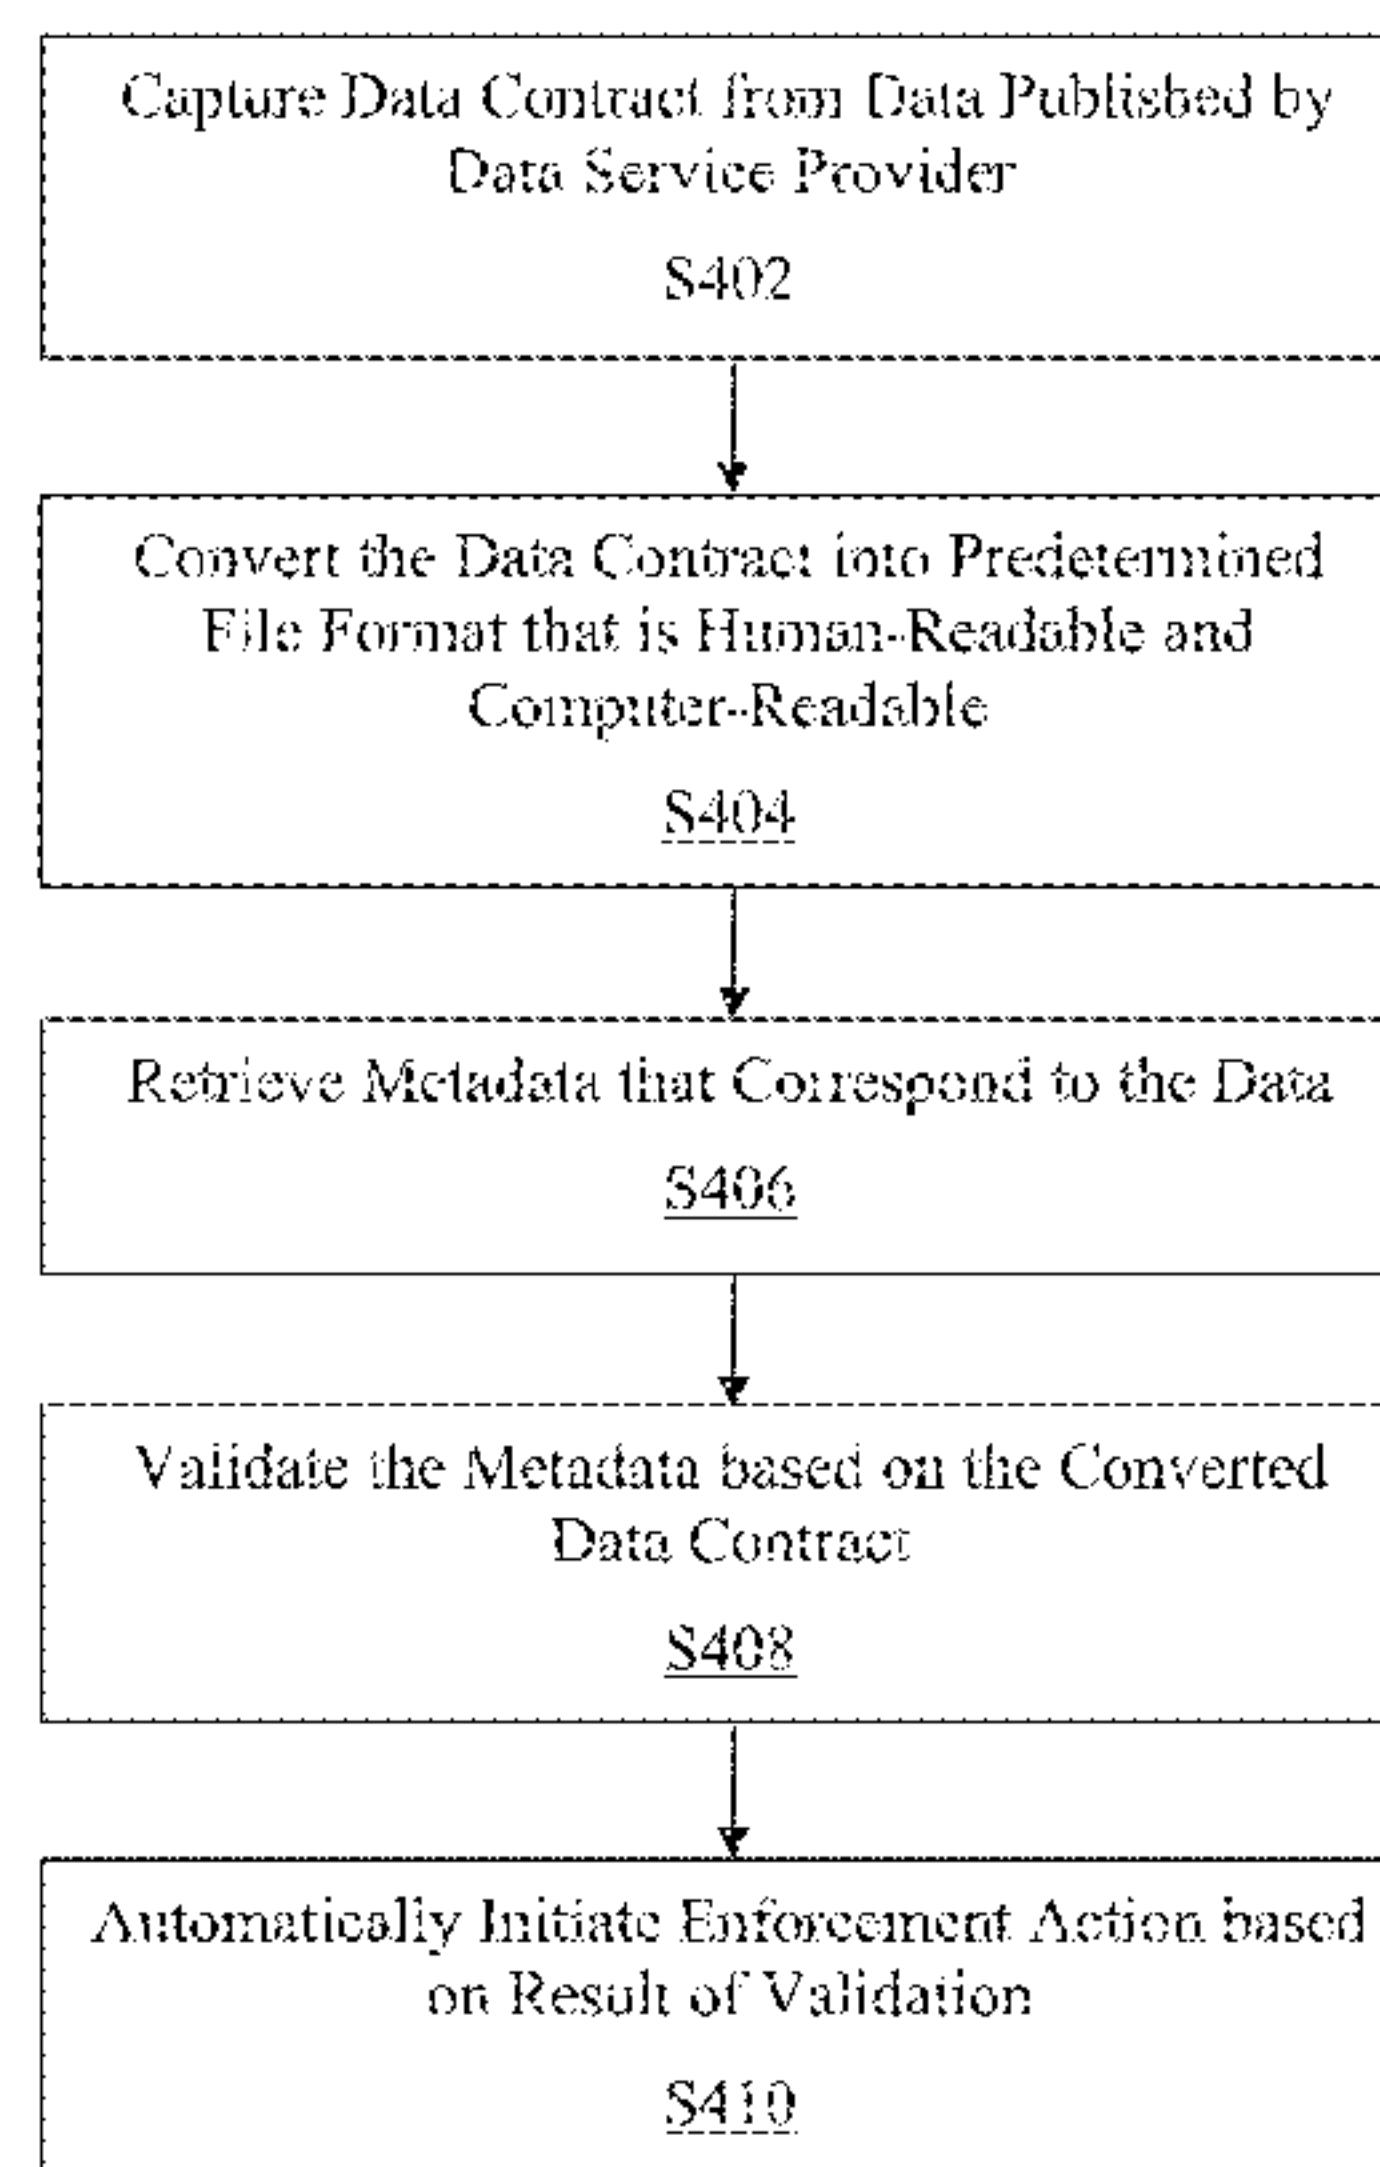 Capture Data Contract from Data Published by
Data Service Provider
S402
Convert the Data Contract into Predetermined
File Format that is Human-Readable and
Computer-Readable
S404
Retrieve Metadata that Correspond to the Data
S406
Validate the Metadata based on the Converted
Data Contract
S408
Automatically Initiate Enforcement Action based
on Result of Validation
S410